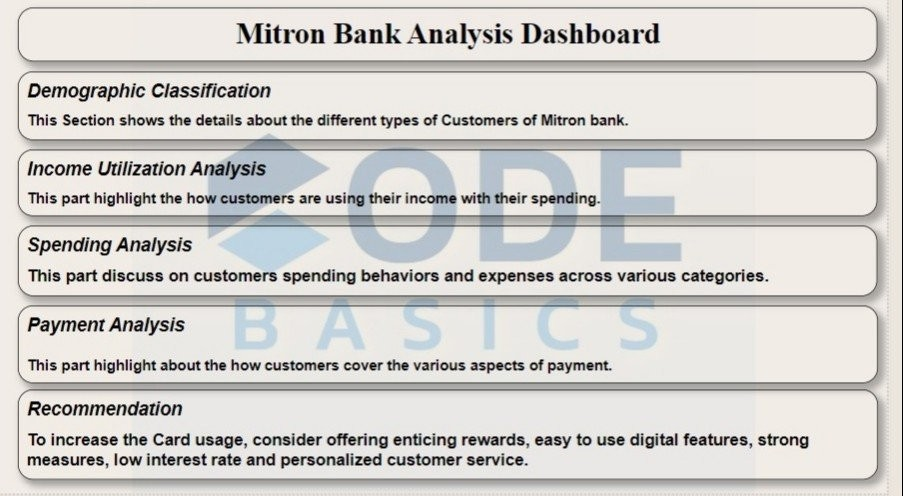 Mitron Bank Analysis Dashboard
Demographic Classification
This Section shows the details about the different types of Customers of Mitron bank.
Income Utilization Analysis
This part highlight the how customers are using their income with their spending.
Spending Analysis
This part discuss on customers spending behaviors and expenses across various categories.
Payment Analysis
This part highlight about the how customers cover the various aspects of payment.
Recommendation
To increase the Card usage, consider offering enticing rewards, easy to use digital features, strong
measures, low interest rate and personalized customer service.
CODE
BASICS